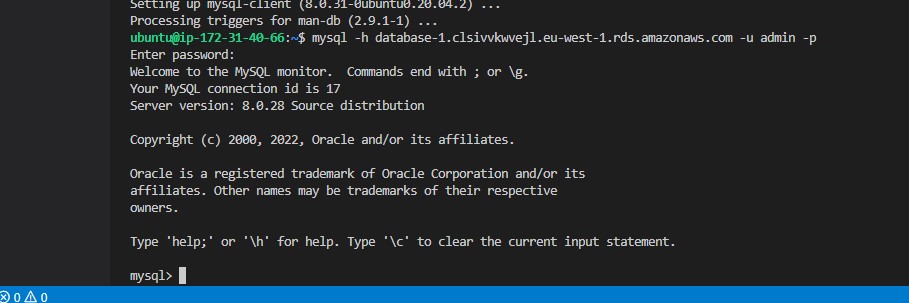 Setting up mysql-client (8.0.31-0ubuntu0.20.04.2) ...
Processing triggers for man-db (2.9.1-1) ...
ubuntu@ip-172-31-40-66:~$ mysql -h database-1.clsivvkwvejl.eu-west-1.rds.amazonaws.com -u admin -p
Enter password:
Welcome to the MySQL monitor.  Commands end with ; or \g.
Your MySQL connection id is 17
Server version: 8.0.28 Source distribution
Copyright (c) 2000, 2022, Oracle and/or its affiliates.
Oracle is a registered trademark of Oracle Corporation and/or its
affiliates. Other names may be trademarks of their respective
owners.
Type 'help;' or '\h' for help. Type '\c' to clear the current input statement.
mysql>
0 0